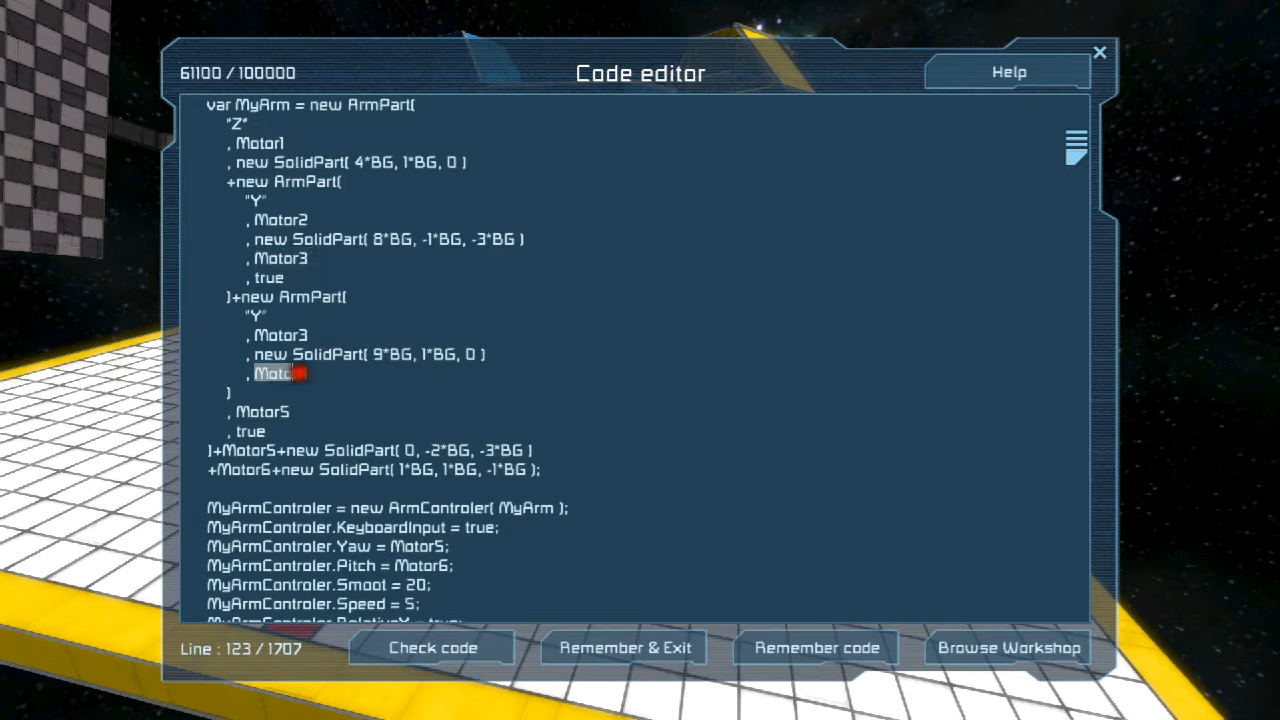 61100 / 100000
Code editor
Help
var MyArm = new ArmPart(
"Z"
, Motor1
, new SolidPart( 4*BG, 1*BG, 0 )
+new ArmPart(
"Y"
, Motor2
, new SolidPart( 8*BG, -1*BG, -3*BG )
, Motor3
, true
)+new ArmPart(
"Y"
, Motor3
, new SolidPart( 9*BG, 1*BG, 0 )
, Moto
)
, Motor5
, true
)+Motor5+new SolidPart( 0, -2*BG, -3*BG )
+Motor6+new SolidPart( 1*BG, 1*BG, -1*BG );
MyArmControler = new ArmControler( MyArm );
MyArmControler.KeyboardInput = true;
MyArmControler.Yaw = Motor5;
MyArmControler.Pitch = Motor6;
MyArmControler.Smoot = 20;
MyArmControler.Speed = 5;
Line : 123 / 1707
Check code
Remember & Exit
Remember code
Browse Workshop